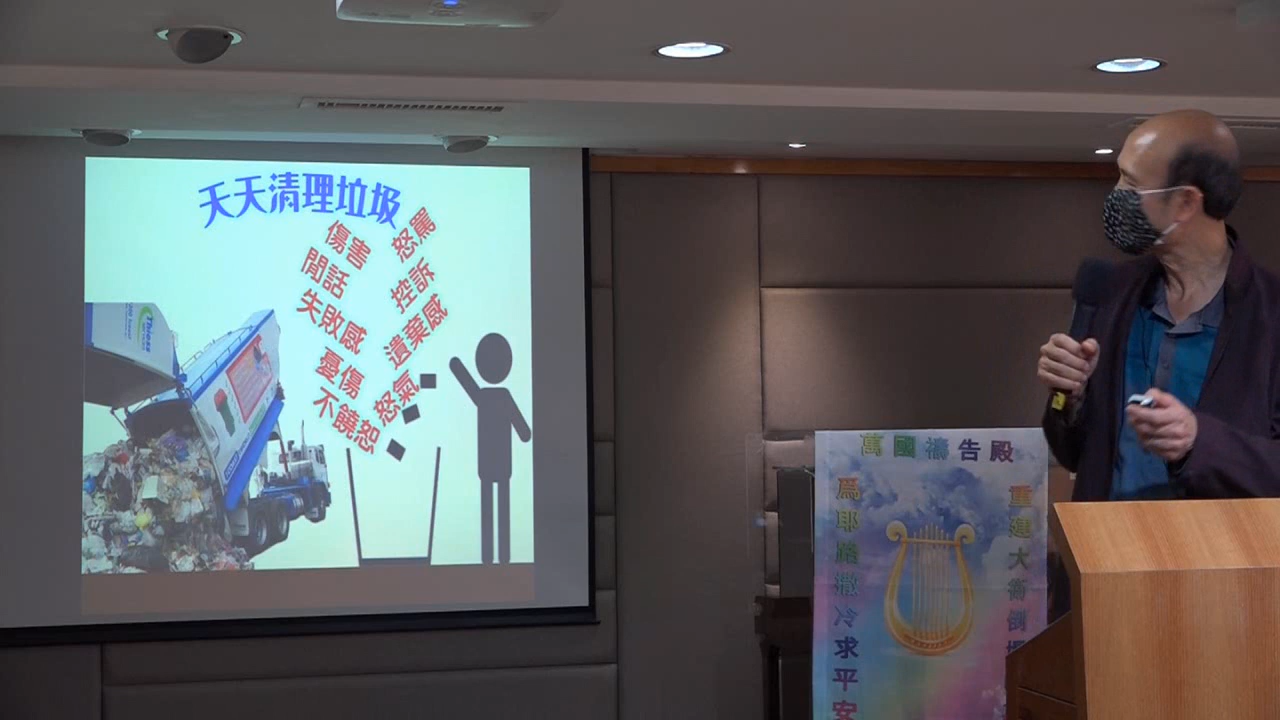 天天清理垃圾
傷害
閒話
失敗感
憂傷
不饒恕
怒罵
控訴
遺棄感
怒氣
Thiess
萬國禱告殿
為耶路撒冷求平安
重建大衛倒